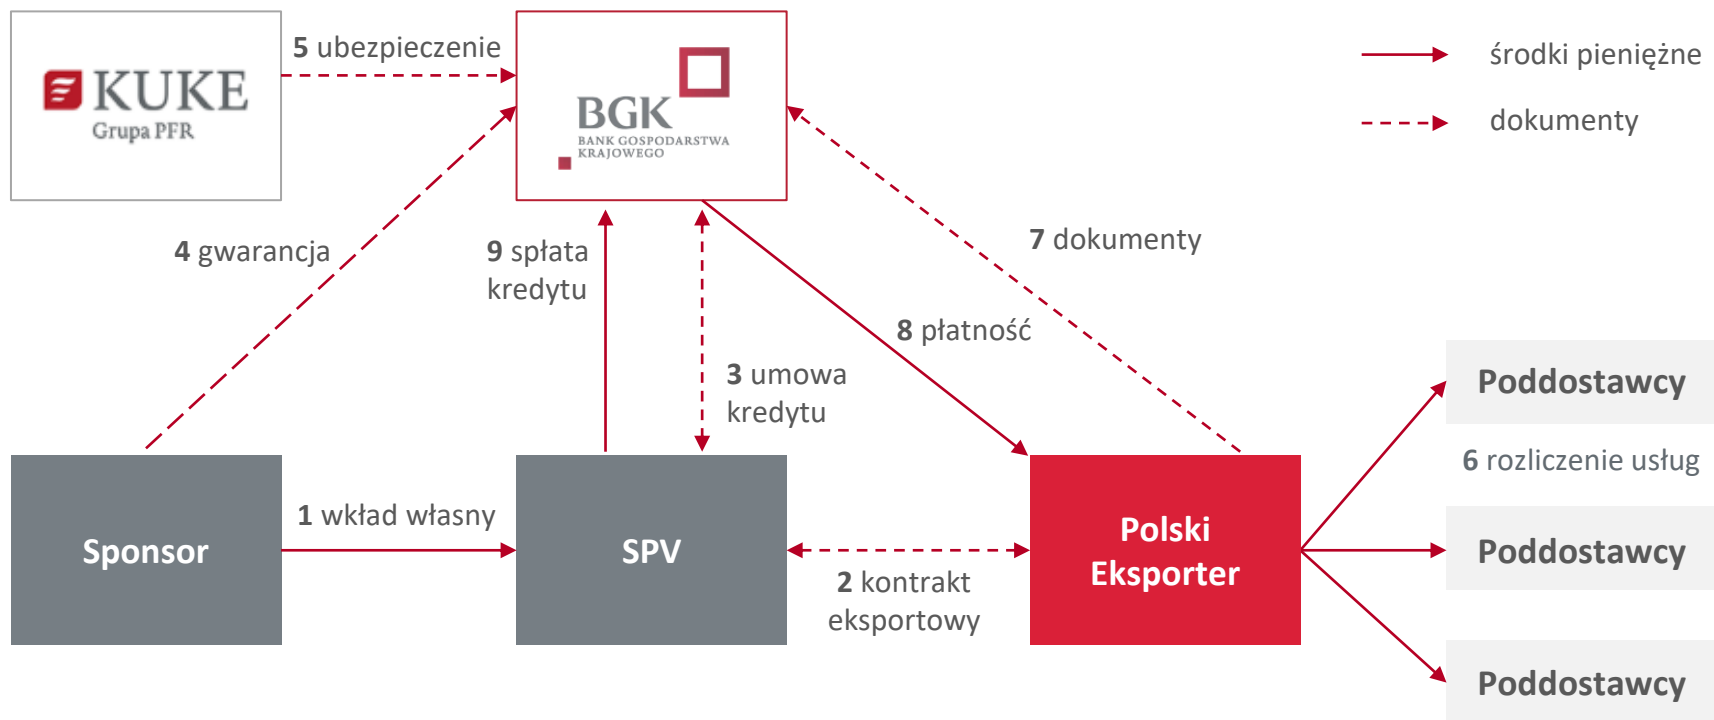 5 ubezpieczenie
KUKE
Grupa PFR
BGK
BANK GOSPODARSTWA
KRAJOWEGO
środki pieniężne
dokumenty
4 gwarancja
9 spłata
kredytu
7 dokumenty
8 płatność
3 umowa
kredytu
Poddostawcy
6 rozliczenie usług
Sponsor
1 wkład własny
SPV
2 kontrakt
eksportowy
Polski
Eksporter
Poddostawcy
Poddostawcy